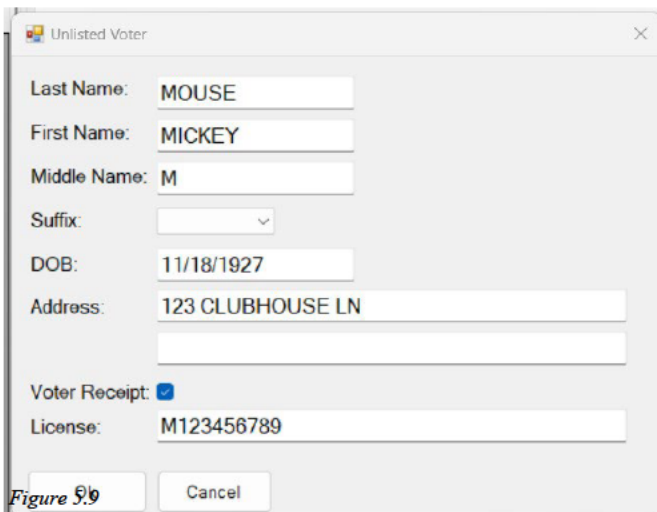 Unlisted Voter
Last Name: MOUSE
First Name: MICKEY
Middle Name: M
Suffix:
DOB: 11/18/1927
Address: 123 CLUBHOUSE LN
Voter Receipt:
License: M123456789
Ok Cancel
Figure 5.9